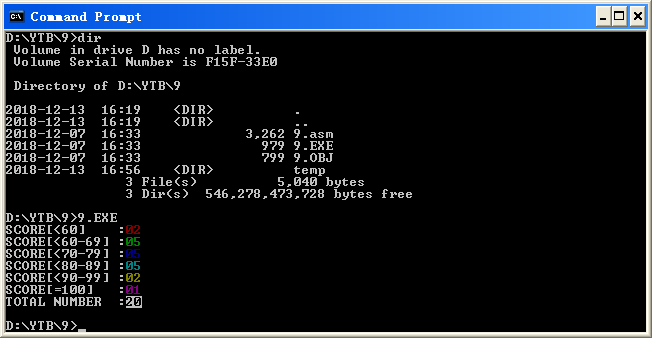 Command Prompt
D:\YTB\9>dir
 Volume in drive D has no label.
 Volume Serial Number is F15F-33E0
 Directory of D:\YTB\9
2018-12-13  16:19    <DIR>          .
2018-12-13  16:19    <DIR>          ..
2018-12-07  16:33             3,262 9.asm
2018-12-07  16:33               979 9.EXE
2018-12-07  16:33               799 9.OBJ
2018-12-13  16:56    <DIR>          temp
               3 File(s)          5,040 bytes
               3 Dir(s)  546,278,473,728 bytes free
D:\YTB\9>9.EXE
SCORE[<60]    :02
SCORE[<60-69] :05
SCORE[<70-79] :05
SCORE[<80-89] :05
SCORE[<90-99) :02
SCORE[=100]   :01
TOTAL NUMBER  :20
D:\YTB\9>_